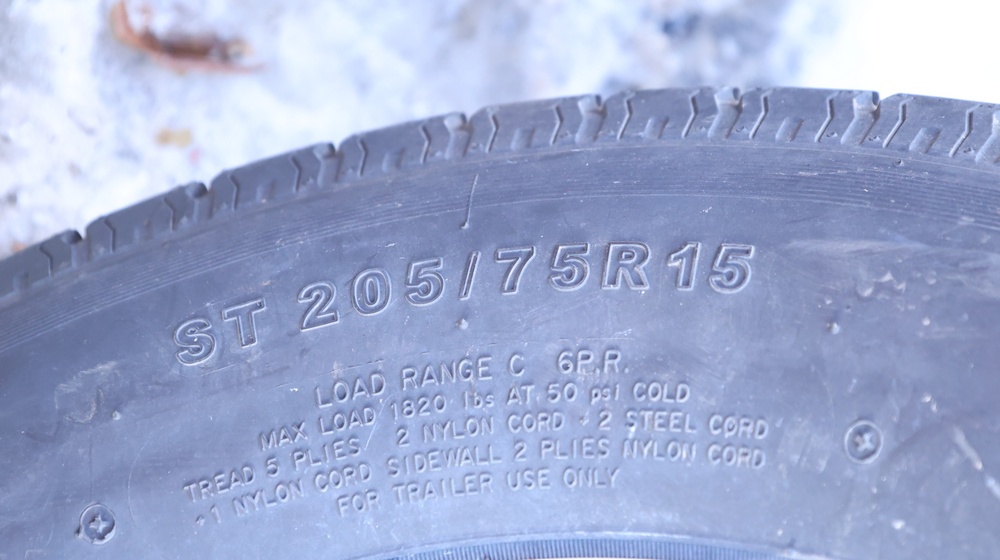 ST 205/75R15
LOAD RANGE C 6P.R.
MAX LOAD 1820 lbs AT 50 psi COLD
TREAD 5 PLIES 2 NYLON CORD + 2 STEEL CORD
+ 1 NYLON CORD SIDEWALL 2 PLIES NYLON CORD
FOR TRAILER USE ONLY